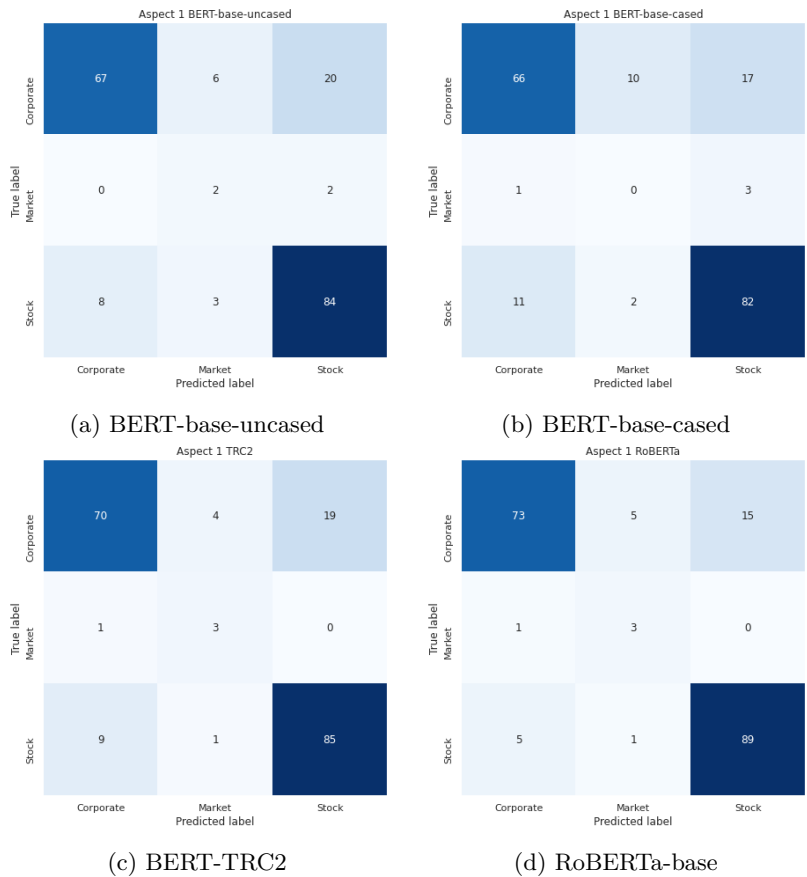 Aspect 1 BERT-base-uncased
Corporate
67 6 20
True label
Market
0 2 2
Stock
8 3 84
Corporate Market Stock
Predicted label
(a) BERT-base-uncased
Aspect 1 BERT-base-cased
Corporate
66 10 17
True label
Market
1 0 3
Stock
11 2 82
Corporate Market Stock
Predicted label
(b) BERT-base-cased
Aspect 1 TRC2
Corporate
70 4 19
True label
Market
1 3 0
Stock
9 1 85
Corporate Market Stock
Predicted label
(c) BERT-TRC2
Aspect 1 RoBERTa
Corporate
73 5 15
True label
Market
1 3 0
Stock
5 1 89
Corporate Market Stock
Predicted label
(d) RoBERTa-base